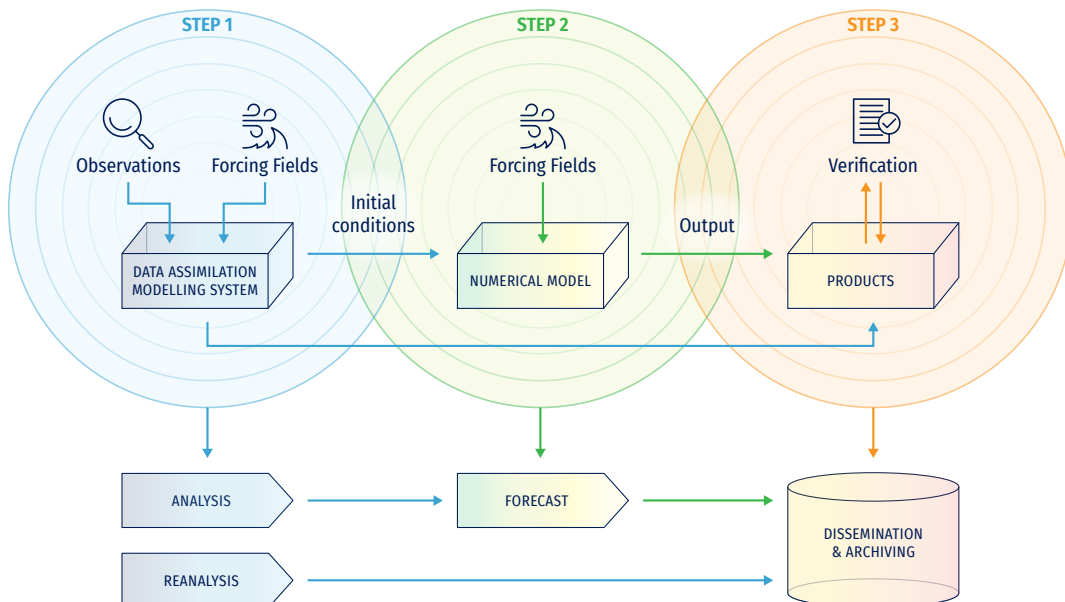 STEP 1
STEP 2
STEP 3
Observations
Forcing Fields
Forcing Fields
Verification
Initial
conditions
Output
DATA ASSIMILATION
MODELLING SYSTEM
NUMERICAL MODEL
PRODUCTS
ANALYSIS
FORECAST
DISSEMINATION
& ARCHIVING
REANALYSIS